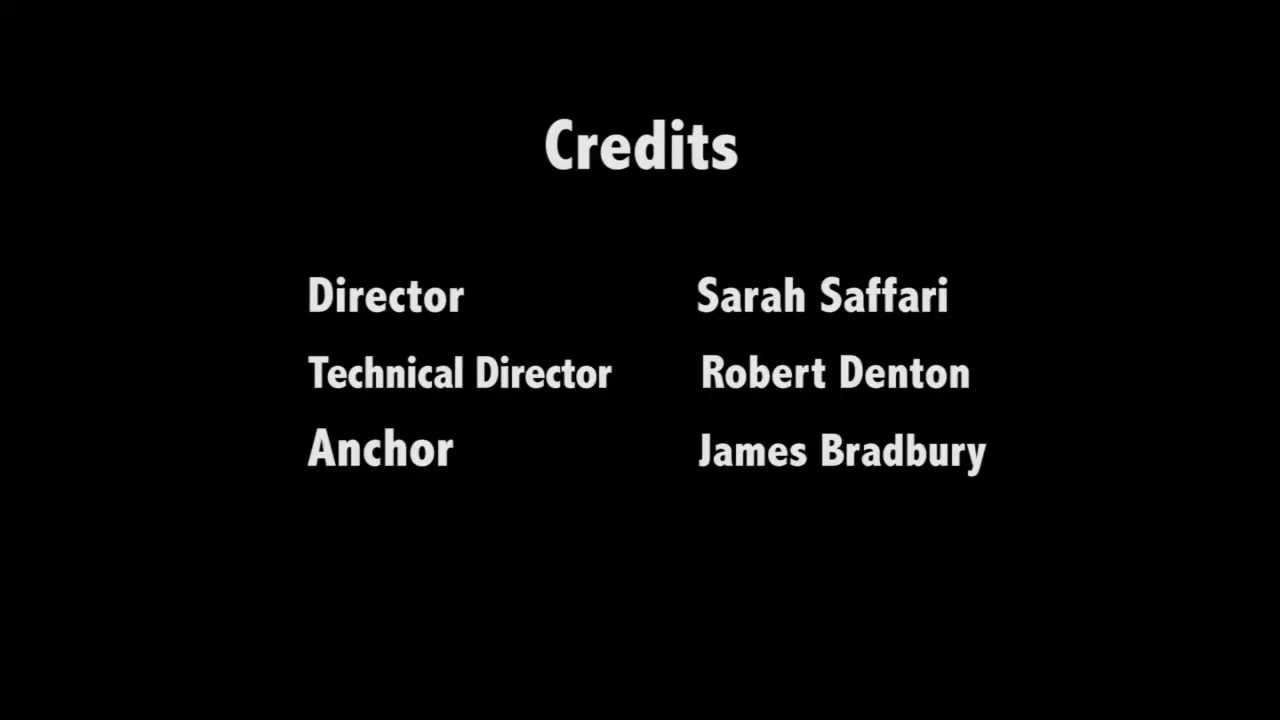 Credits
Director Sarah Saffari
Technical Director Robert Denton
Anchor James Bradbury